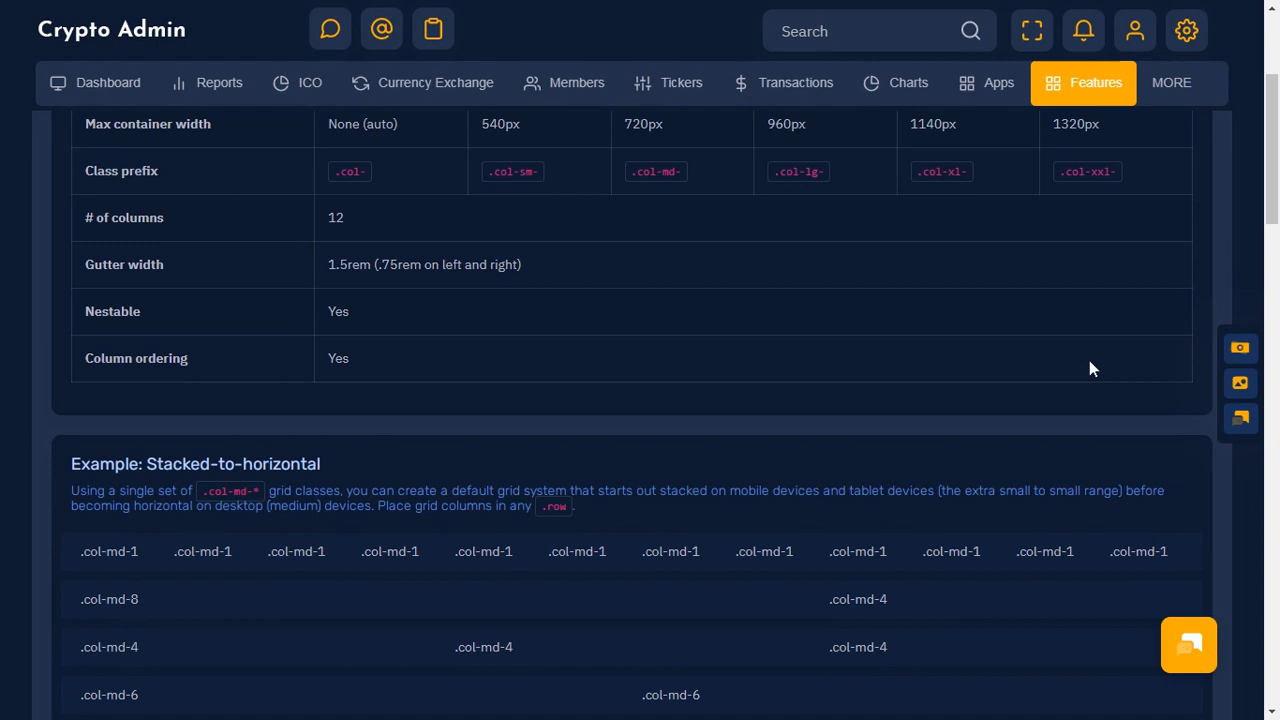 Crypto Admin
Search
Dashboard Reports ICO Currency Exchange Members Tickers Transactions Charts Apps Features MORE
Max container width None (auto) 540px 720px 960px 1140px 1320px
Class prefix .col- .col-sm- .col-md- .col-lg- .col-xl- .col-xxl-
# of columns 12
Gutter width 1.5rem (.75rem on left and right)
Nestable Yes
Column ordering Yes
Example: Stacked-to-horizontal
Using a single set of .col-md-* grid classes, you can create a default grid system that starts out stacked on mobile devices and tablet devices (the extra small to small range) before
becoming horizontal on desktop (medium) devices. Place grid columns in any .row .
.col-md-1 .col-md-1 .col-md-1 .col-md-1 .col-md-1 .col-md-1 .col-md-1 .col-md-1 .col-md-1 .col-md-1 .col-md-1 .col-md-1
.col-md-8 .col-md-4
.col-md-4 .col-md-4 .col-md-4
.col-md-6 .col-md-6